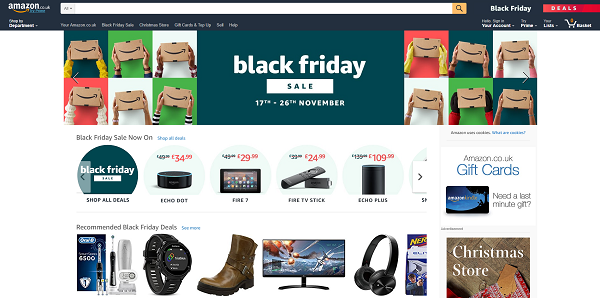 amazon.co.uk
All
Black Friday
DEALS
Shop by
Department
Your Amazon.co.uk
Black Friday Sale
Christmas Store
Gift Cards & Top Up
Sell
Help
Hello. Sign in
Your Account
Try
Prime
Your
Lists
0
Basket
black friday
SALE
17TH - 26TH NOVEMBER
Black Friday Sale Now On
Shop all deals
black friday
SALE
SHOP ALL DEALS
£34.99
ECHO DOT
£49.99 £29.99
FIRE 7
£39.99 £24.99
FIRE TV STICK
£109.99
ECHO PLUS
Amazon uses cookies. What are cookies?
Amazon.co.uk
Gift Cards
Need a last
minute gift?
Advertisement
Christmas
Store
Recommended Black Friday Deals
See more
Oral-B
6500
NERF